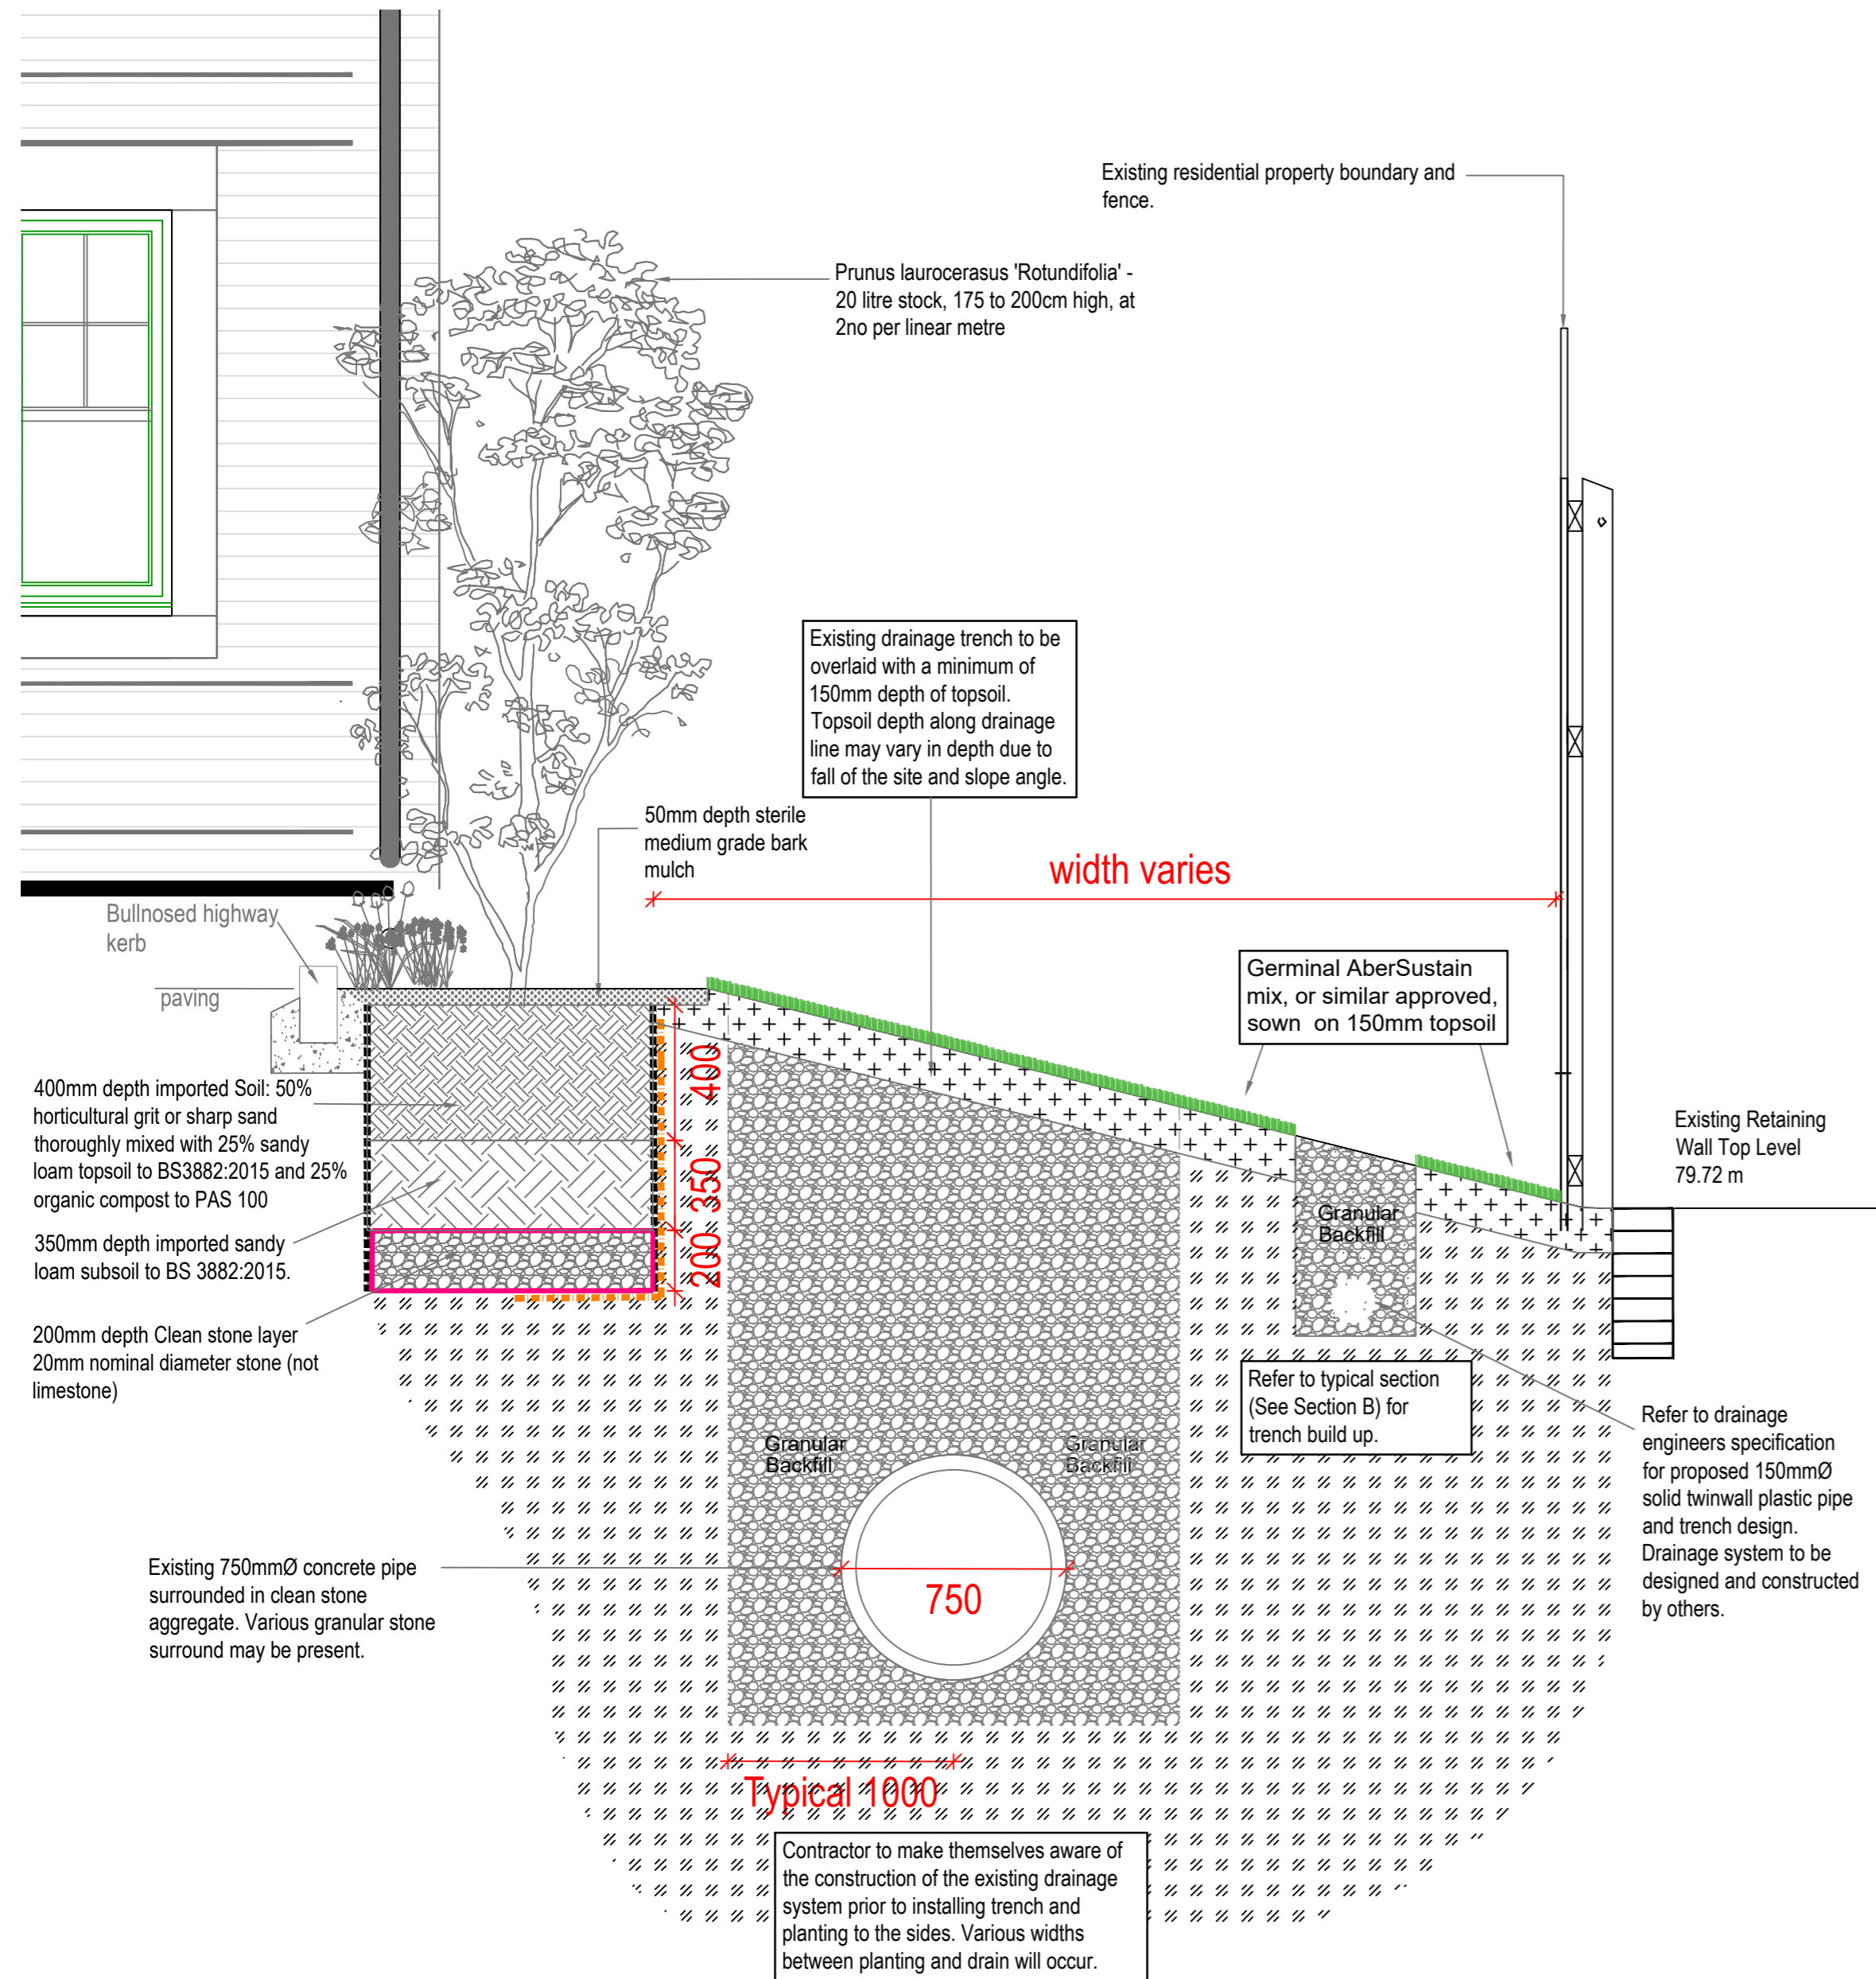 Existing residential property boundary and
fence.
Prunus laurocerasus 'Rotundifolia' -
20 litre stock, 175 to 200cm high, at
2no per linear metre
Existing drainage trench to be
overlaid with a minimum of
150mm depth of topsoil.
Topsoil depth along drainage
line may vary in depth due to
fall of the site and slope angle.
50mm depth sterile
medium grade bark
mulch
width varies
Bullnosed highway
kerb
paving
Germinal AberSustain
mix, or similar approved,
sown on 150mm topsoil
400mm depth imported Soil: 50%
horticultural grit or sharp sand
thoroughly mixed with 25% sandy
loam topsoil to BS3882:2015 and 25%
organic compost to PAS 100
400
350
200
Existing Retaining
Wall Top Level
79.72 m
350mm depth imported sandy
loam subsoil to BS 3882:2015.
Granular
Backfill
200mm depth Clean stone layer
20mm nominal diameter stone (not
limestone)
Refer to typical section
(See Section B) for
trench build up.
Granular
Backfill
Granular
Backfill
Refer to drainage
engineers specification
for proposed 150mmØ
solid twinwall plastic pipe
and trench design.
Drainage system to be
designed and constructed
by others.
Existing 750mmØ concrete pipe
surrounded in clean stone
aggregate. Various granular stone
surround may be present.
750
Typical 1000
Contractor to make themselves aware of
the construction of the existing drainage
system prior to installing trench and
planting to the sides. Various widths
between planting and drain will occur.